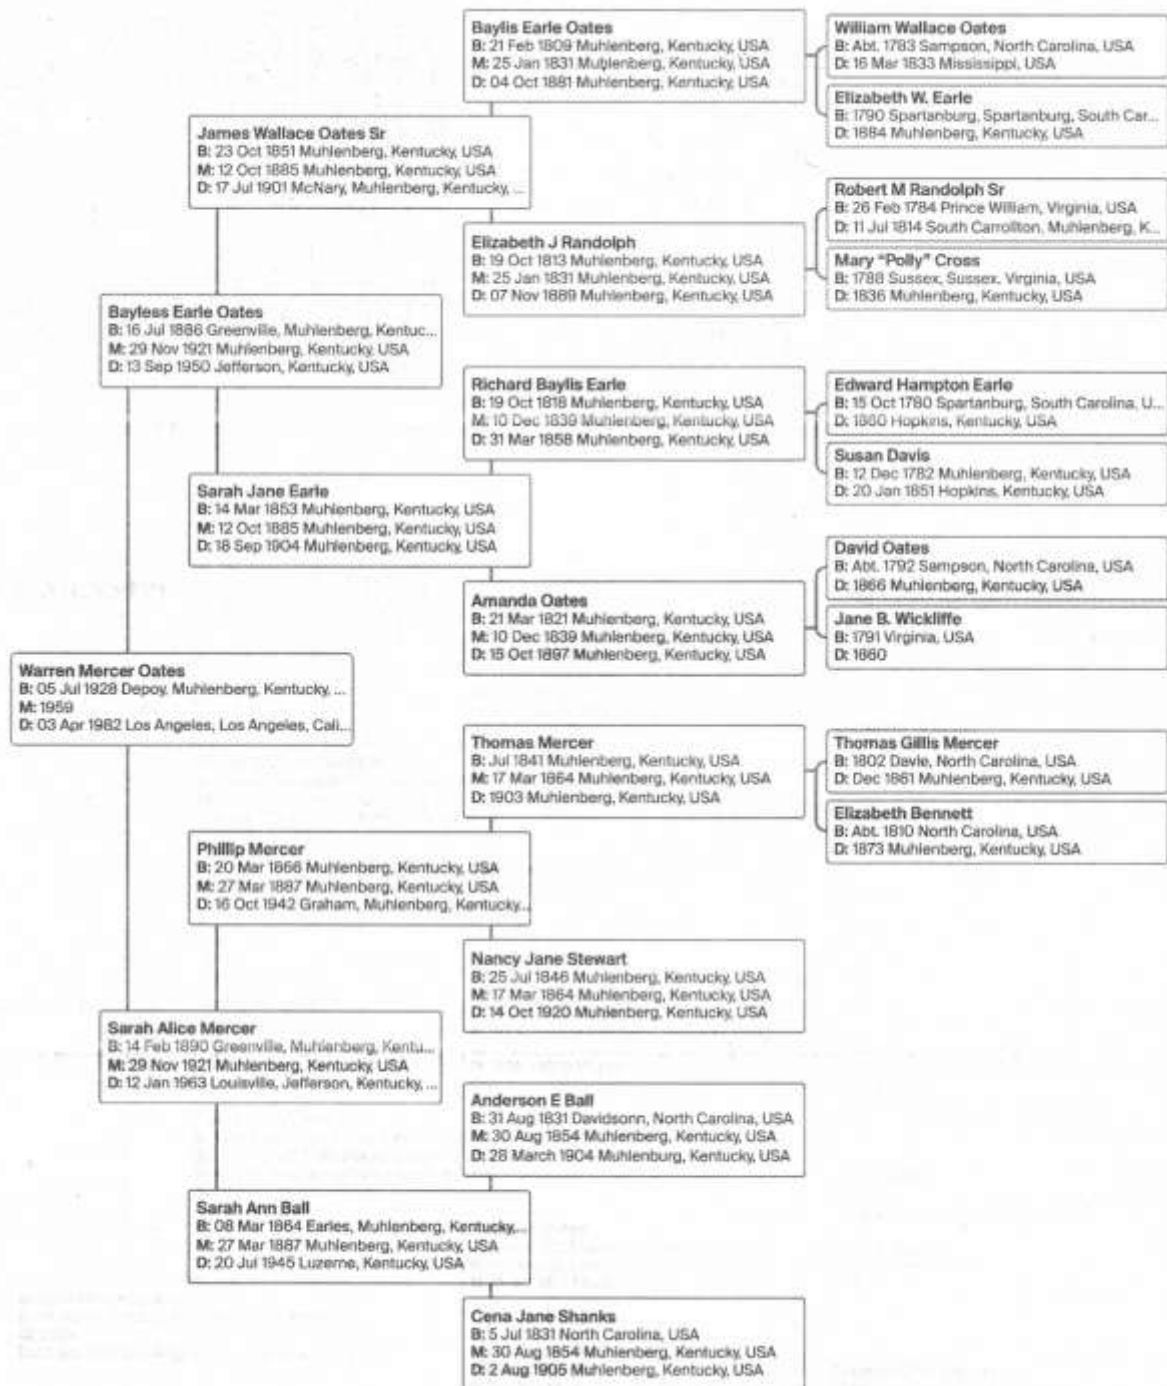 Baylis Earle Oates
B: 21 Feb 1809 Muhlenberg, Kentucky, USA
M: 25 Jan 1831 Muhlenberg, Kentucky, USA
D: 04 Oct 1881 Muhlenberg, Kentucky, USA
William Wallace Oates
B: Abt. 1783 Sampson, North Carolina, USA
D: 16 Mar 1833 Mississippi, USA
Elizabeth W. Earle
B: 1790 Spartanburg, Spartanburg, South Car...
D: 1884 Muhlenberg, Kentucky, USA
James Wallace Oates Sr
B: 23 Oct 1851 Muhlenberg, Kentucky, USA
M: 12 Oct 1885 Muhlenberg, Kentucky, USA
D: 17 Jul 1901 McNary, Muhlenberg, Kentucky, ...
Robert M Randolph Sr
B: 26 Feb 1784 Prince William, Virginia, USA
D: 11 Jul 1814 South Carrollton, Muhlenberg, K...
Elizabeth J Randolph
B: 19 Oct 1813 Muhlenberg, Kentucky, USA
M: 25 Jan 1831 Muhlenberg, Kentucky, USA
D: 07 Nov 1889 Muhlenberg, Kentucky, USA
Mary "Polly" Cross
B: 1788 Sussex, Sussex, Virginia, USA
D: 1836 Muhlenberg, Kentucky, USA
Bayless Earle Oates
B: 16 Jul 1886 Greenville, Muhlenberg, Kentuc...
M: 29 Nov 1921 Muhlenberg, Kentucky, USA
D: 13 Sep 1950 Jefferson, Kentucky, USA
Richard Baylis Earle
B: 19 Oct 1818 Muhlenberg, Kentucky, USA
M: 10 Dec 1839 Muhlenberg, Kentucky, USA
D: 31 Mar 1858 Muhlenberg, Kentucky, USA
Edward Hampton Earle
B: 15 Oct 1780 Spartanburg, South Carolina, U...
D: 1860 Hopkins, Kentucky, USA
Susan Davis
B: 12 Dec 1782 Muhlenberg, Kentucky, USA
D: 20 Jan 1851 Hopkins, Kentucky, USA
Sarah Jane Earle
B: 14 Mar 1853 Muhlenberg, Kentucky, USA
M: 12 Oct 1885 Muhlenberg, Kentucky, USA
D: 18 Sep 1904 Muhlenberg, Kentucky, USA
David Oates
B: Abt. 1792 Sampson, North Carolina, USA
D: 1866 Muhlenberg, Kentucky, USA
Amanda Oates
B: 21 Mar 1821 Muhlenberg, Kentucky, USA
M: 10 Dec 1839 Muhlenberg, Kentucky, USA
D: 15 Oct 1897 Muhlenberg, Kentucky, USA
Jane B. Wickliffe
B: 1791 Virginia, USA
D: 1860
Warren Mercer Oates
B: 05 Jul 1928 Depoy, Muhlenberg, Kentucky, ...
M: 1959
D: 03 Apr 1982 Los Angeles, Los Angeles, Cali...
Thomas Mercer
B: Jul 1841 Muhlenberg, Kentucky, USA
M: 17 Mar 1864 Muhlenberg, Kentucky, USA
D: 1903 Muhlenberg, Kentucky, USA
Thomas Gillis Mercer
B: 1802 Davie, North Carolina, USA
D: Dec 1861 Muhlenberg, Kentucky, USA
Elizabeth Bennett
B: Abt. 1810 North Carolina, USA
D: 1873 Muhlenberg, Kentucky, USA
Phillip Mercer
B: 20 Mar 1866 Muhlenberg, Kentucky, USA
M: 27 Mar 1887 Muhlenberg, Kentucky, USA
D: 16 Oct 1942 Graham, Muhlenberg, Kentucky...
Nancy Jane Stewart
B: 25 Jul 1846 Muhlenberg, Kentucky, USA
M: 17 Mar 1864 Muhlenberg, Kentucky, USA
D: 14 Oct 1920 Muhlenberg, Kentucky, USA
Sarah Alice Mercer
B: 14 Feb 1890 Greenville, Muhlenberg, Kentu...
M: 29 Nov 1921 Muhlenberg, Kentucky, USA
D: 12 Jan 1963 Louisville, Jefferson, Kentucky, ...
Anderson E Ball
B: 31 Aug 1831 Davidsonn, North Carolina, USA
M: 30 Aug 1854 Muhlenberg, Kentucky, USA
D: 28 March 1904 Muhlenburg, Kentucky, USA
Sarah Ann Ball
B: 08 Mar 1864 Earles, Muhlenberg, Kentucky,...
M: 27 Mar 1887 Muhlenberg, Kentucky, USA
D: 20 Jul 1945 Luzerne, Kentucky, USA
Cena Jane Shanks
B: 5 Jul 1831 North Carolina, USA
M: 30 Aug 1854 Muhlenberg, Kentucky, USA
D: 2 Aug 1905 Muhlenberg, Kentucky, USA